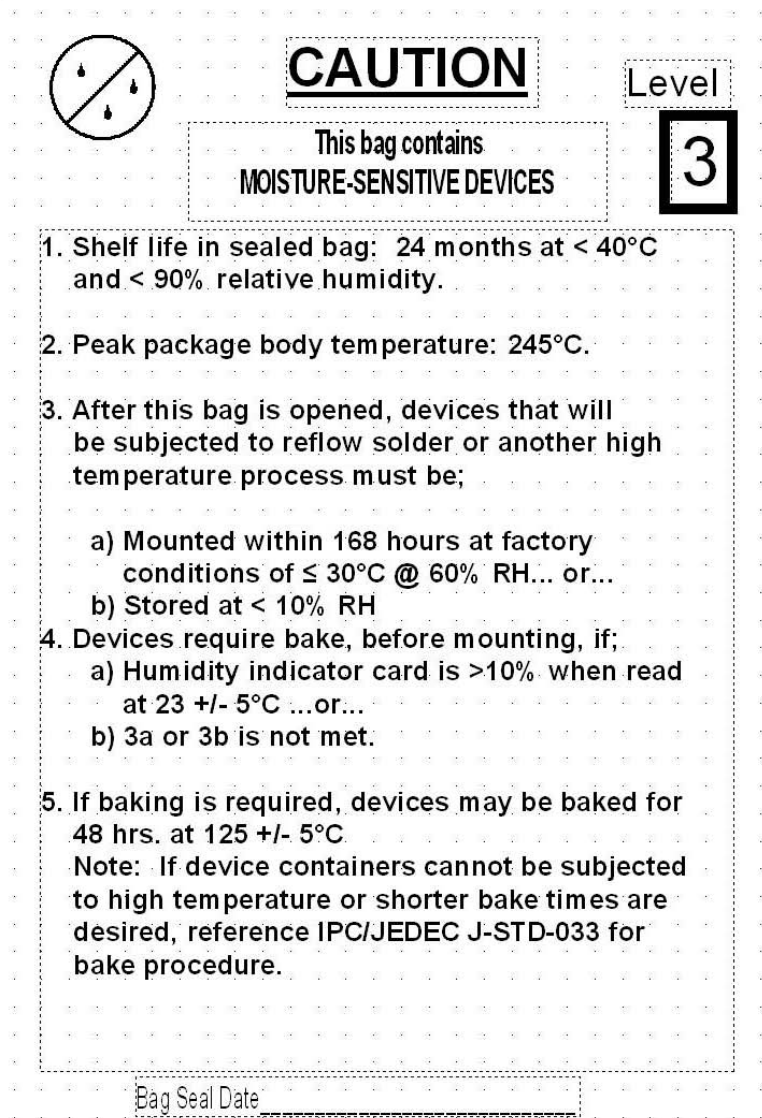 CAUTION
Level
3
This bag contains
MOISTURE-SENSITIVE DEVICES
1. Shelf life in sealed bag: 24 months at < 40°C
and < 90% relative humidity.
2. Peak package body temperature: 245°C.
3. After this bag is opened, devices that will
be subjected to reflow solder or another high
temperature process must be;
a) Mounted within 168 hours at factory
conditions of ≤ 30°C @ 60% RH... or...
b) Stored at < 10% RH
4. Devices require bake, before mounting, if;
a) Humidity indicator card is >10% when read
at 23 +/- 5°C ...or...
b) 3a or 3b is not met.
5. If baking is required, devices may be baked for
48 hrs. at 125 +/- 5°C
Note: If device containers cannot be subjected
to high temperature or shorter bake times are
desired, reference IPC/JEDEC J-STD-033 for
bake procedure.
Bag Seal Date____________________________